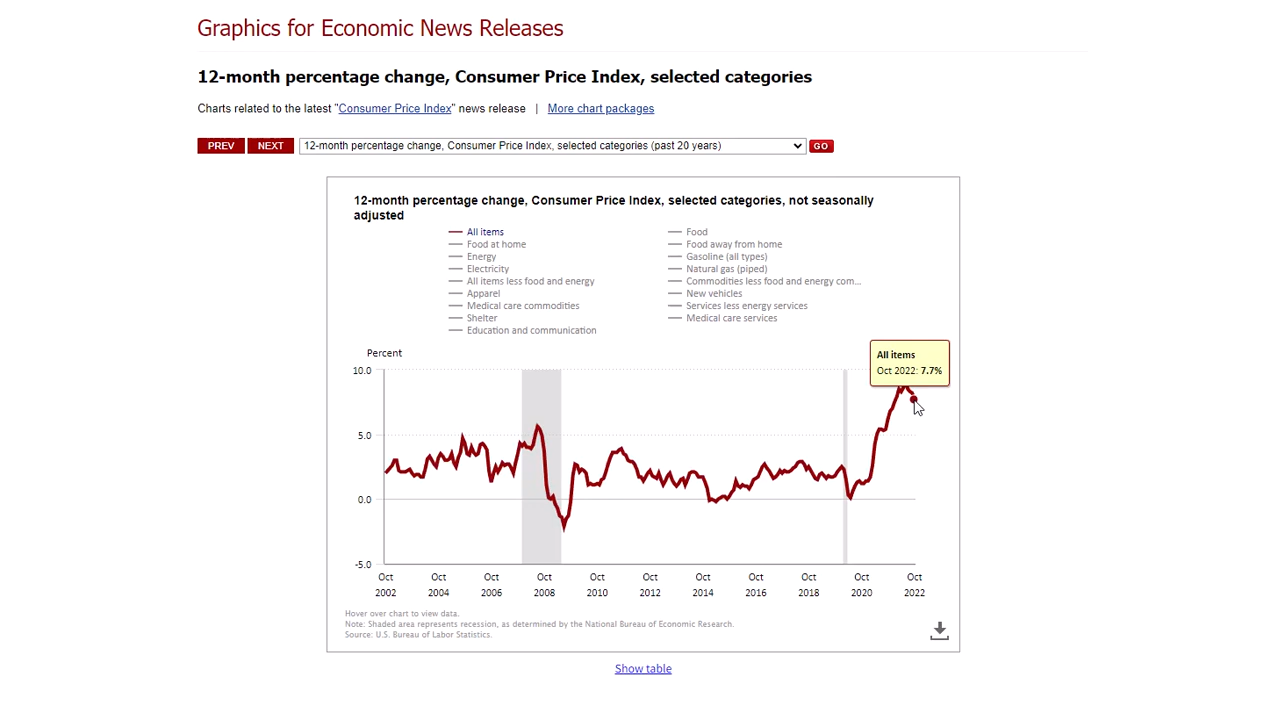 Graphics for Economic News Releases
12-month percentage change, Consumer Price Index, selected categories
Charts related to the latest "Consumer Price Index" news release | More chart packages
PREV NEXT 12-month percentage change, Consumer Price Index, selected categories (past 20 years) GO
12-month percentage change, Consumer Price Index, selected categories, not seasonally
adjusted
All items
Food at home
Energy
Electricity
All items less food and energy
Apparel
Medical care commodities
Shelter
Education and communication
Food
Food away from home
Gasoline (all types)
Natural gas (piped)
Commodities less food and energy com...
New vehicles
Services less energy services
Medical care services
Percent
All items
Oct 2022: 7.7%
10.0
5.0
0.0
-5.0
Oct Oct Oct Oct Oct Oct Oct Oct Oct Oct Oct
2002 2004 2006 2008 2010 2012 2014 2016 2018 2020 2022
Hover over chart to view data.
Note: Shaded area represents recession, as determined by the National Bureau of Economic Research.
Source: U.S. Bureau of Labor Statistics.
Show table